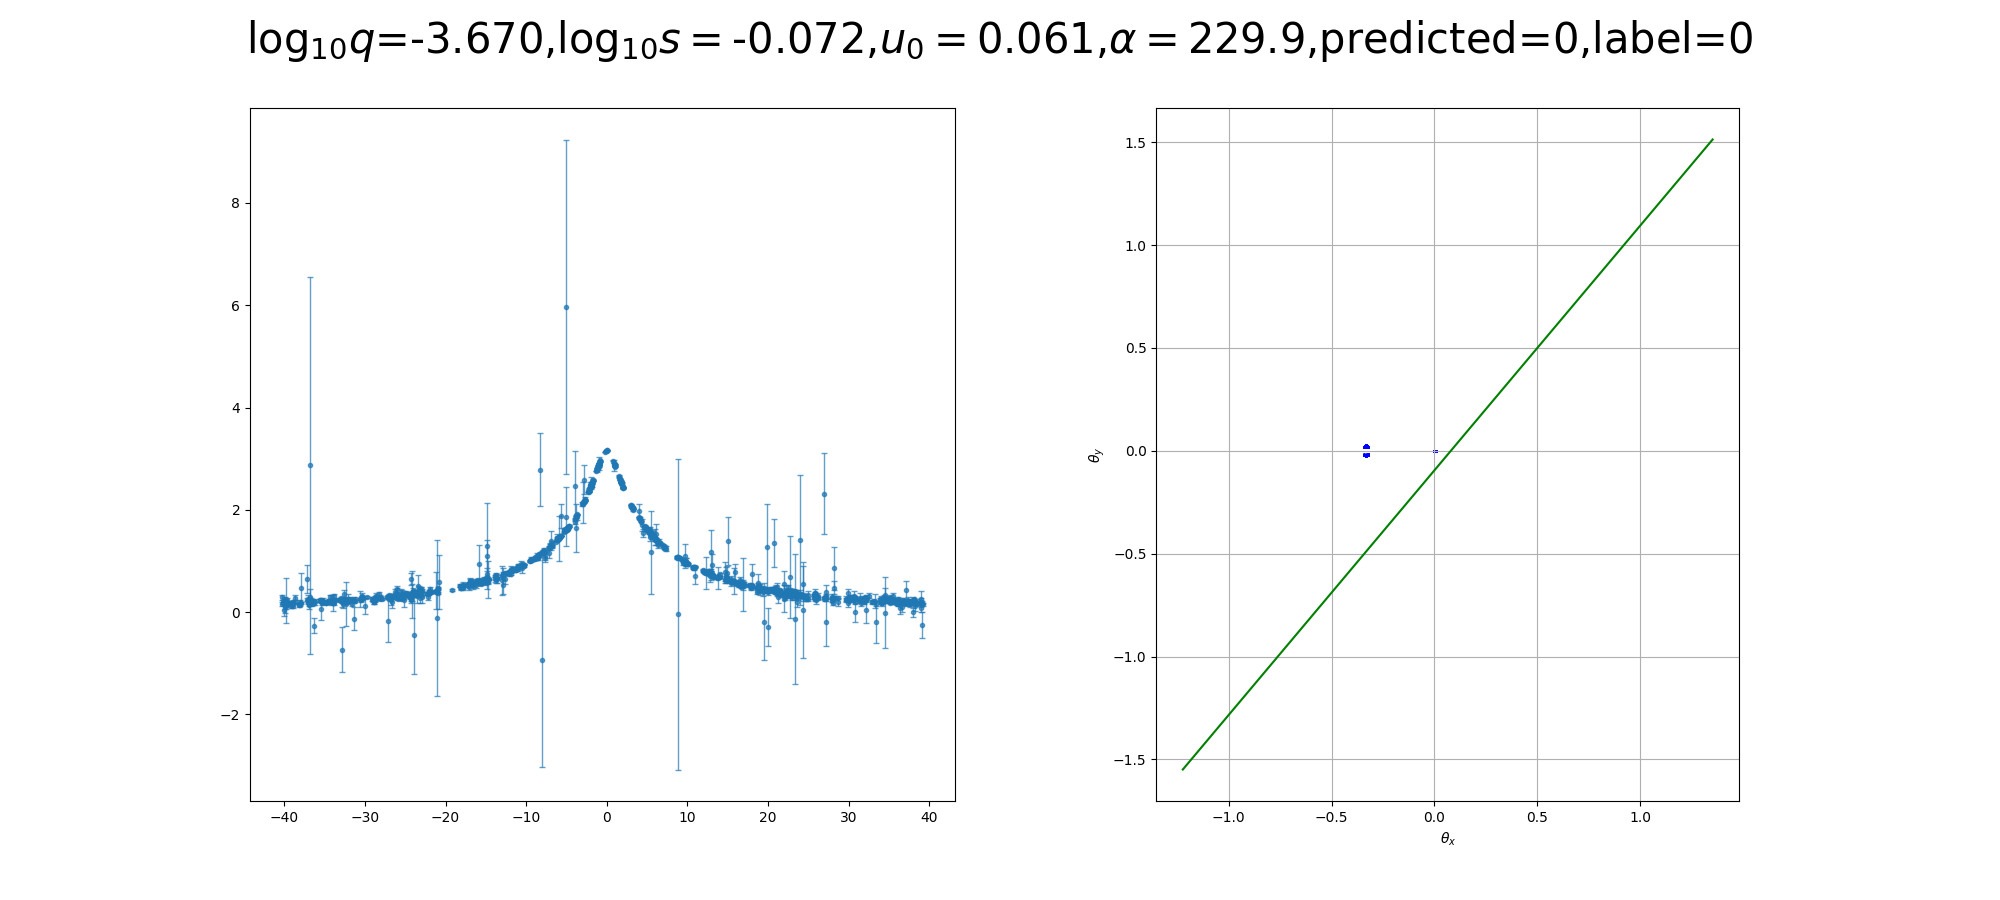 log₁₀q=-3.670,log₁₀s = -0.072,u₀ = 0.061,α = 229.9,predicted=0,label=0
8
6
4
2
0
−2
−40 −30 −20 −10 0 10 20 30 40
1.5
1.0
0.5
0.0
−0.5
−1.0
−1.5
θy
−1.0 −0.5 0.0 0.5 1.0
θx